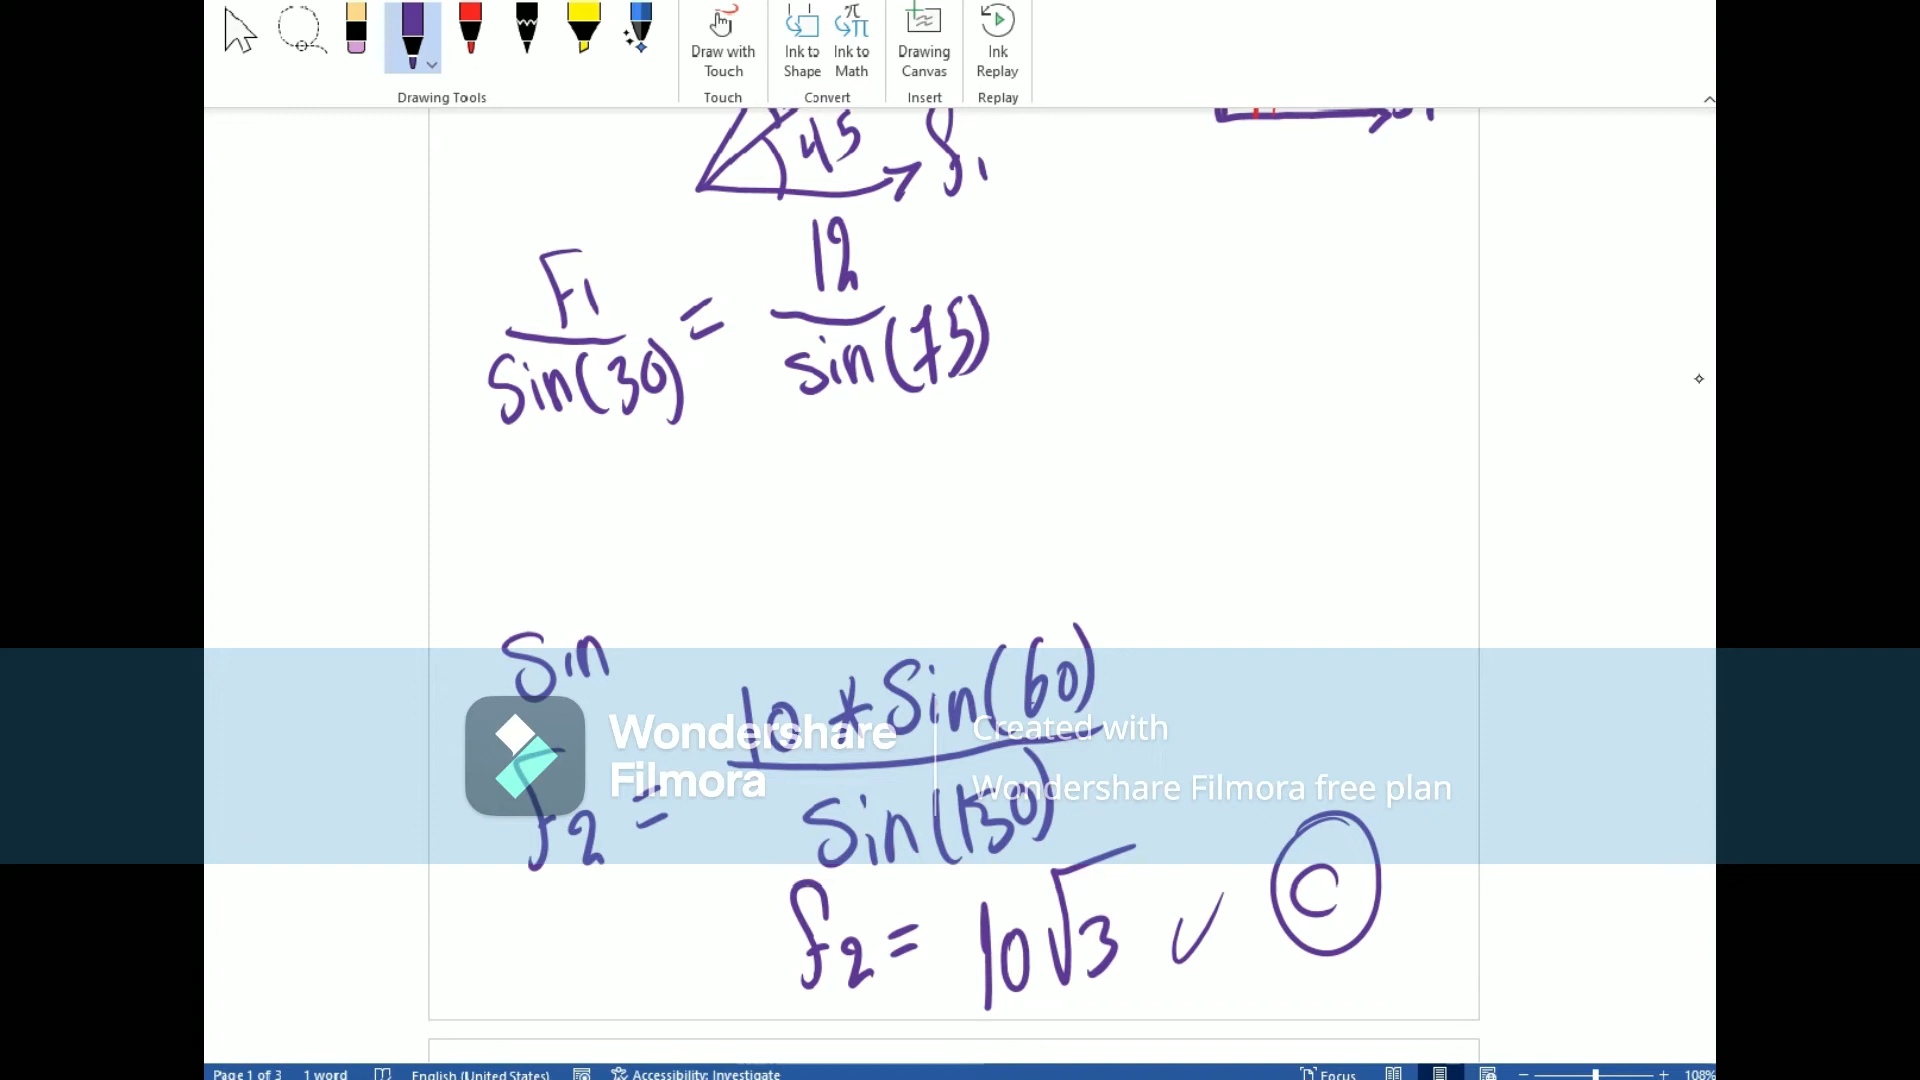 Draw with Touch
Ink to Shape
Ink to Math
Drawing Canvas
Ink Replay
Drawing Tools
Touch
Convert
Insert
Replay
45 f1
F1 / Sin(30) = 12 / sin(75)
Sin
f2 = 10 * Sin(60) / Sin(150)
f2 = 10√3 ✓ C
Wondershare Filmora
Created with
Wondershare Filmora free plan
Page 1 of 3 1 word English (United States) Accessibility: Investigate Focus 108%